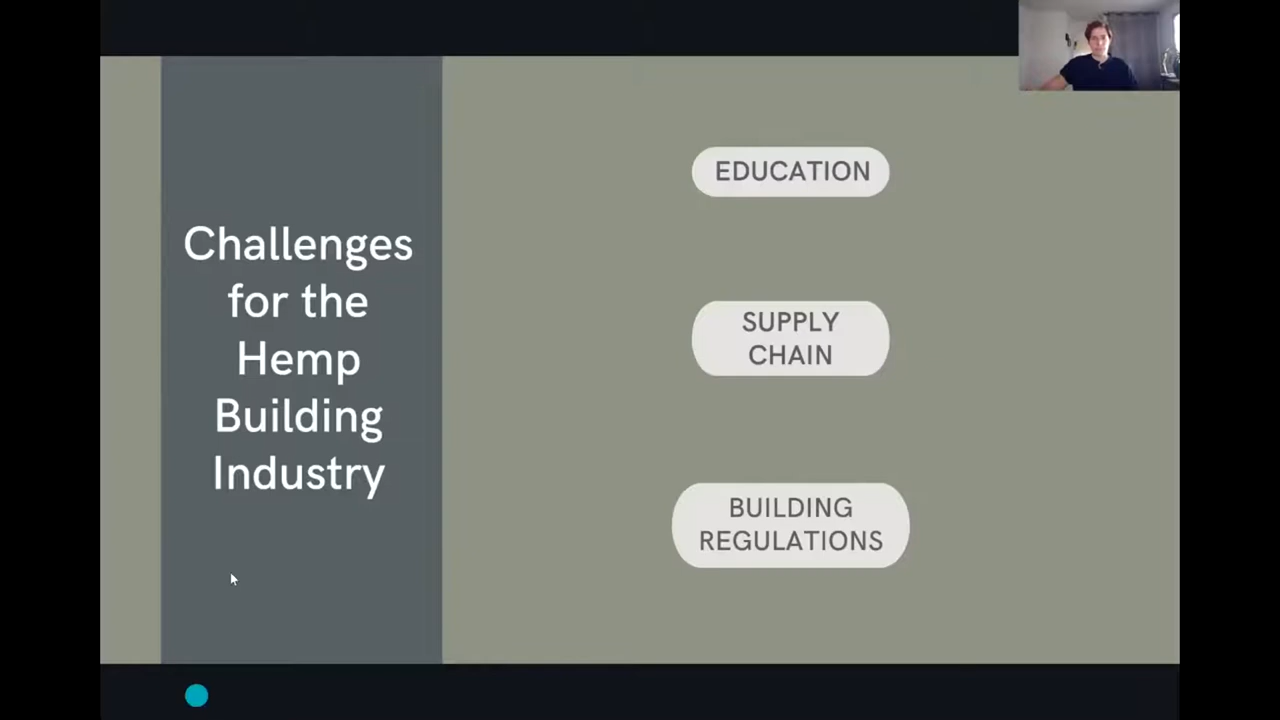 Challenges
for the
Hemp
Building
Industry
EDUCATION
SUPPLY
CHAIN
BUILDING
REGULATIONS